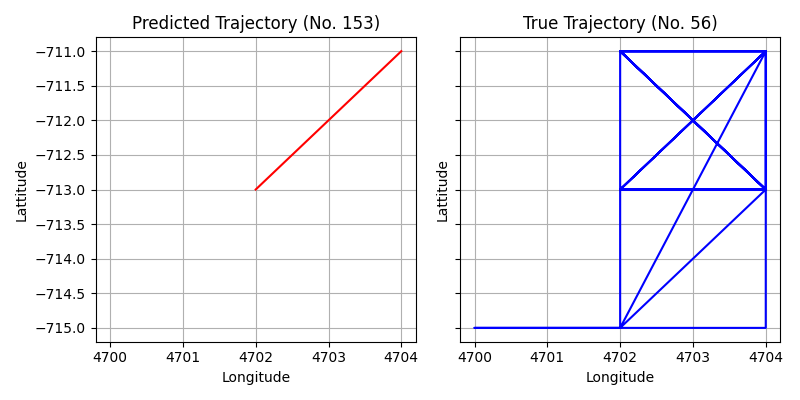 Predicted Trajectory (No. 153)
−711.0
−711.5
−712.0
−712.5
−713.0
−713.5
−714.0
−714.5
−715.0
Lattitude
4700 4701 4702 4703 4704
Longitude
True Trajectory (No. 56)
Lattitude
4700 4701 4702 4703 4704
Longitude